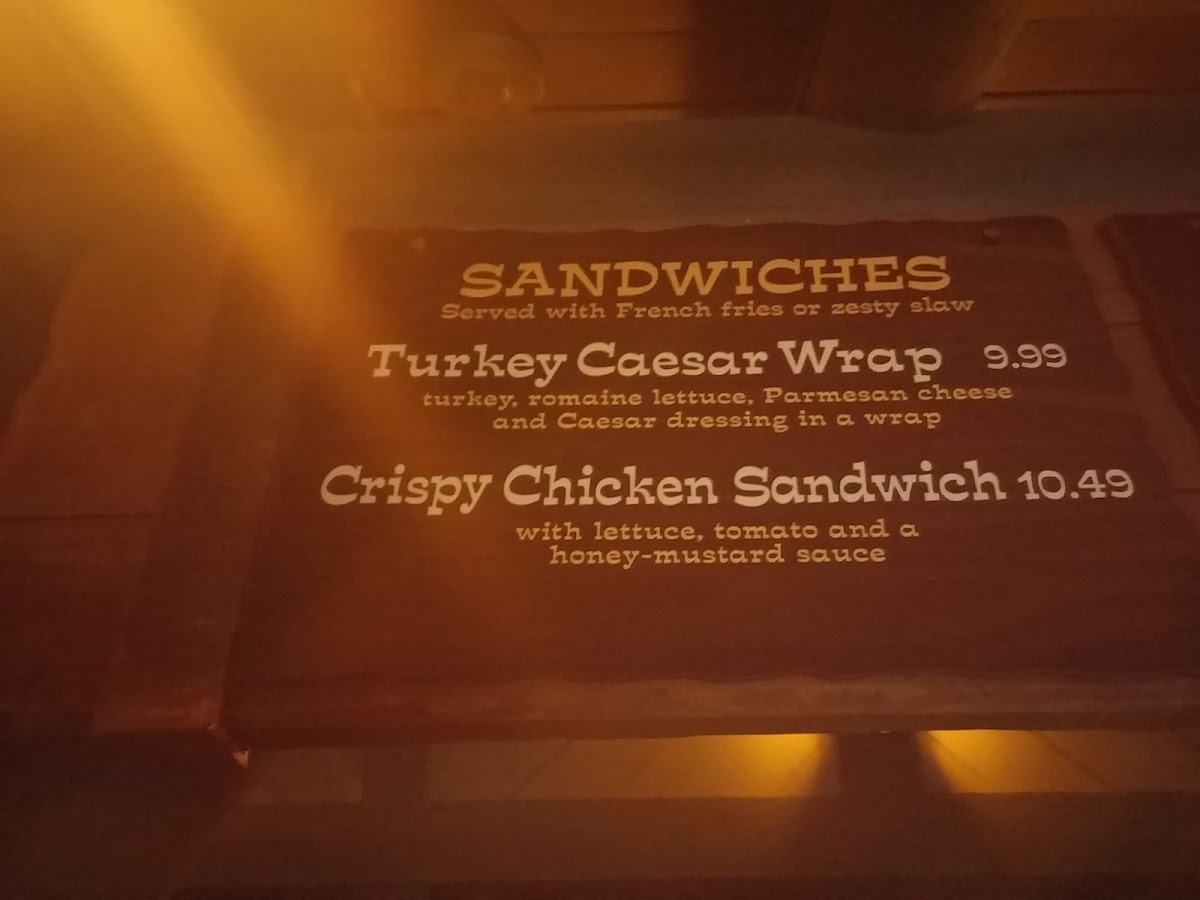 SANDWICHES
Served with French fries or zesty slaw
Turkey Caesar Wrap 9.99
turkey, romaine lettuce, Parmesan cheese
and Caesar dressing in a wrap
Crispy Chicken Sandwich 10.49
with lettuce, tomato and a
honey-mustard sauce